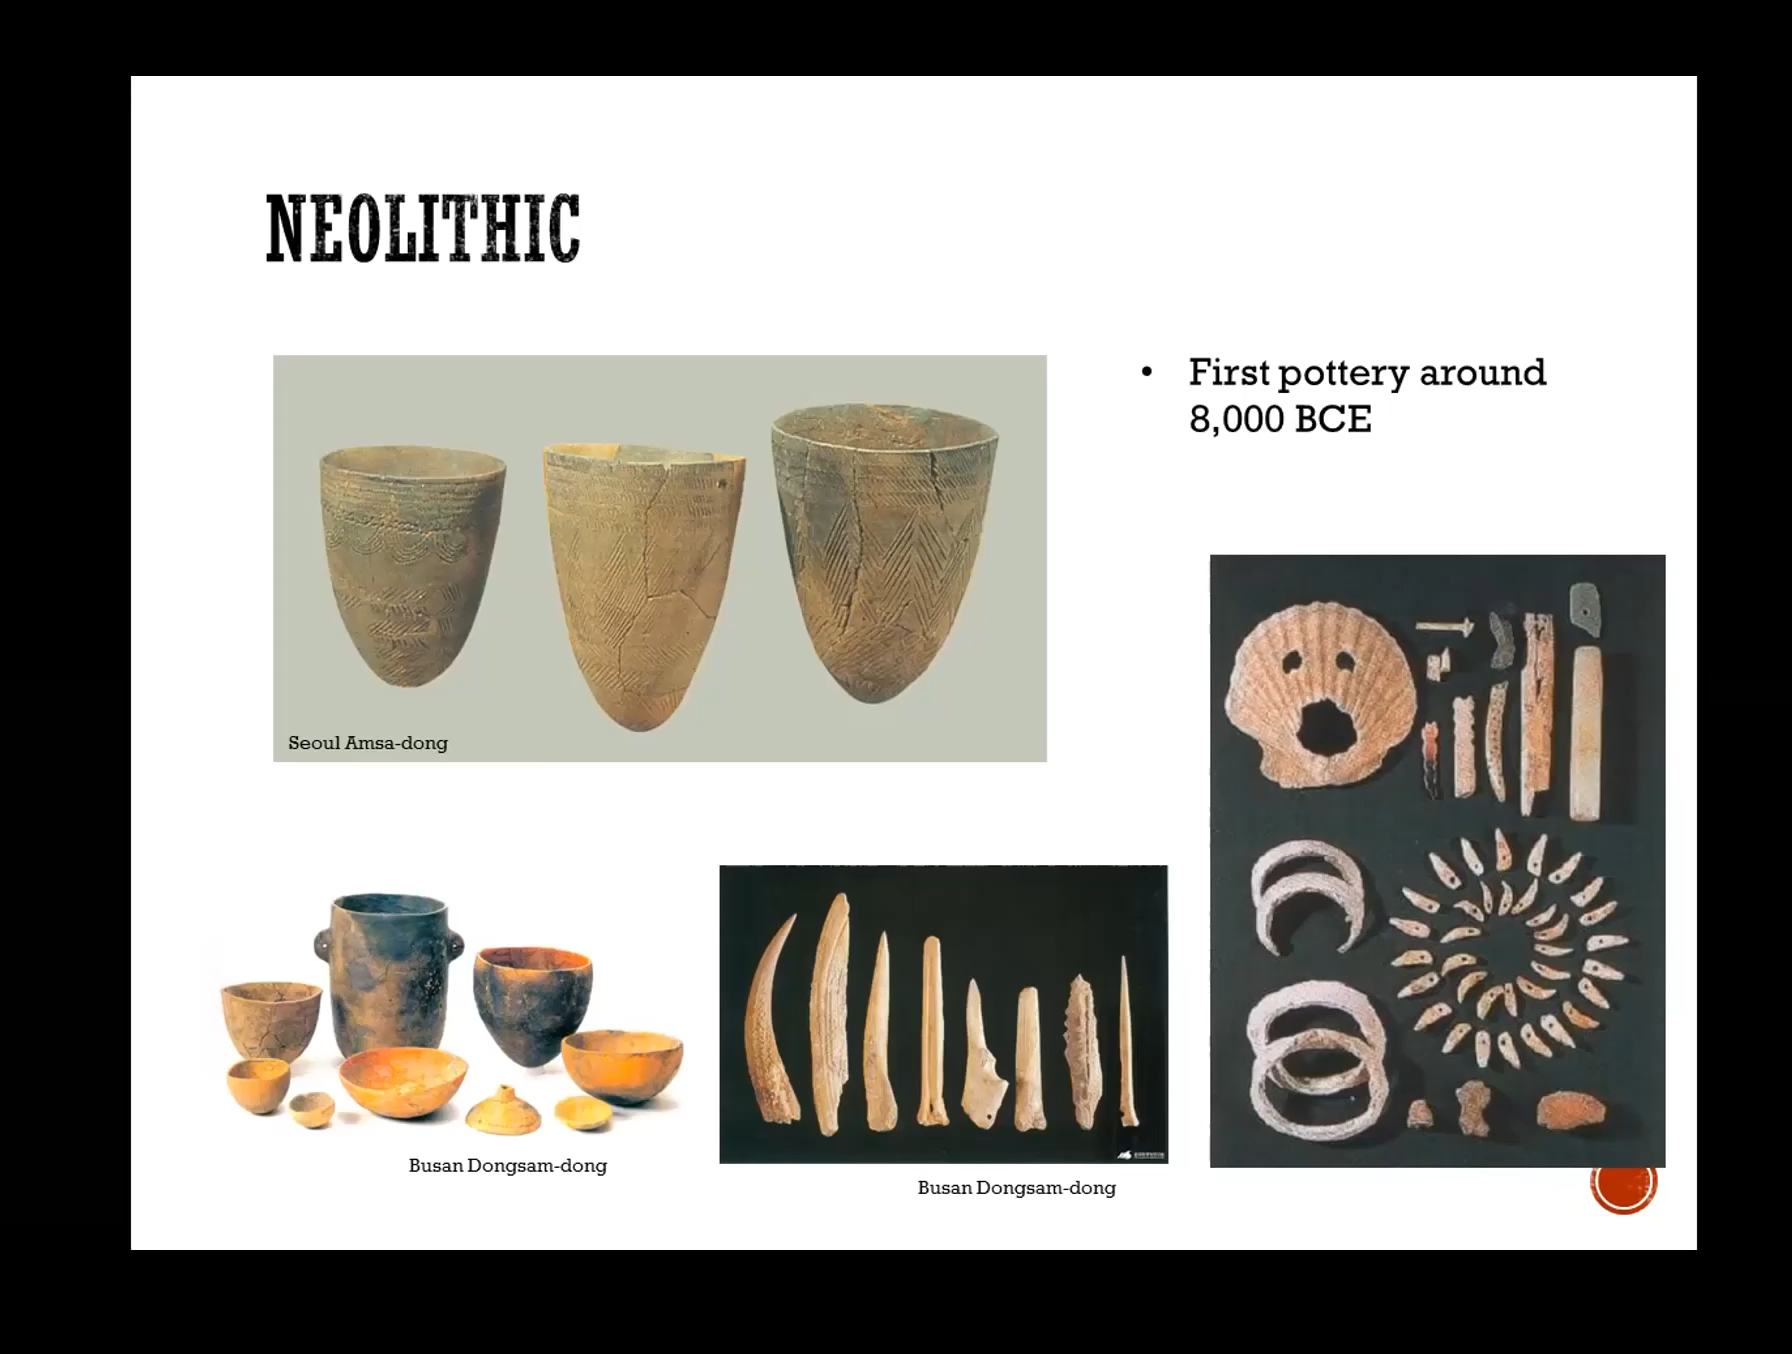 NEOLITHIC
• First pottery around
8,000 BCE
Seoul Amsa-dong
Busan Dongsam-dong
Busan Dongsam-dong